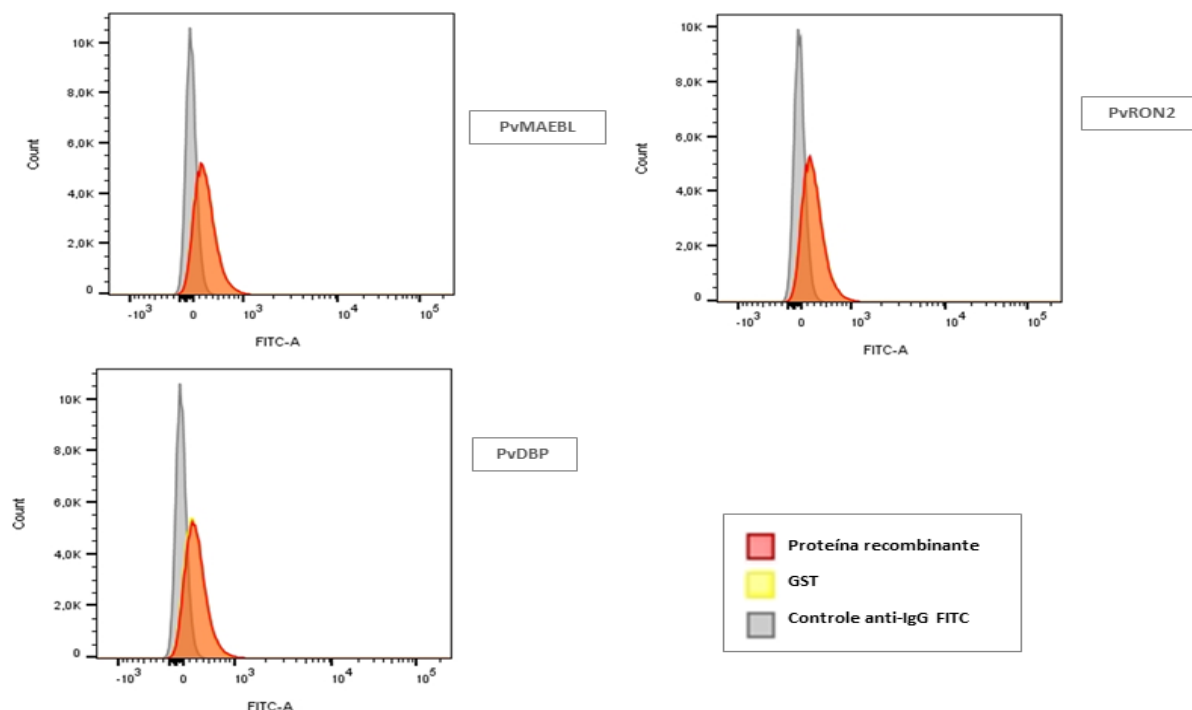 10K
8,0K
6,0K
4,0K
2,0K
0
Count
-10³
0
10³
10⁴
10⁵
FITC-A
PvMAEBL
10K
8,0K
6,0K
4,0K
2,0K
0
Count
-10³
0
10³
10⁴
10⁵
FITC-A
PvRON2
10K
8,0K
6,0K
4,0K
2,0K
0
Count
-10³
0
10³
10⁴
10⁵
FITC-A
PvDBP
Proteína recombinante
GST
Controle anti-IgG FITC